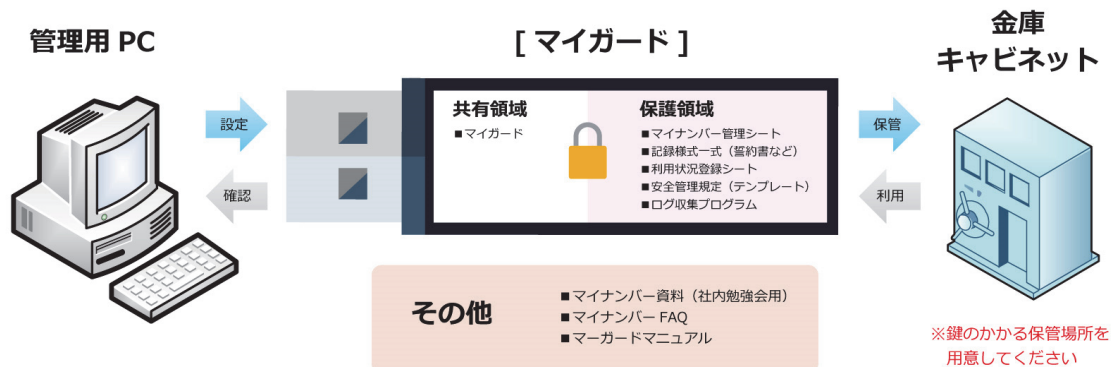 管理用 PC
[ マイガード ]
金庫
キャビネット
設定
確認
共有領域
■マイガード
保護領域
■マイナンバー管理シート
■記録様式一式（誓約書など）
■利用状況登録シート
■安全管理規定（テンプレート）
■ログ収集プログラム
保管
利用
その他
■マイナンバー資料（社内勉強会用）
■マイナンバー FAQ
■マーガードマニュアル
※鍵のかかる保管場所を
用意してください